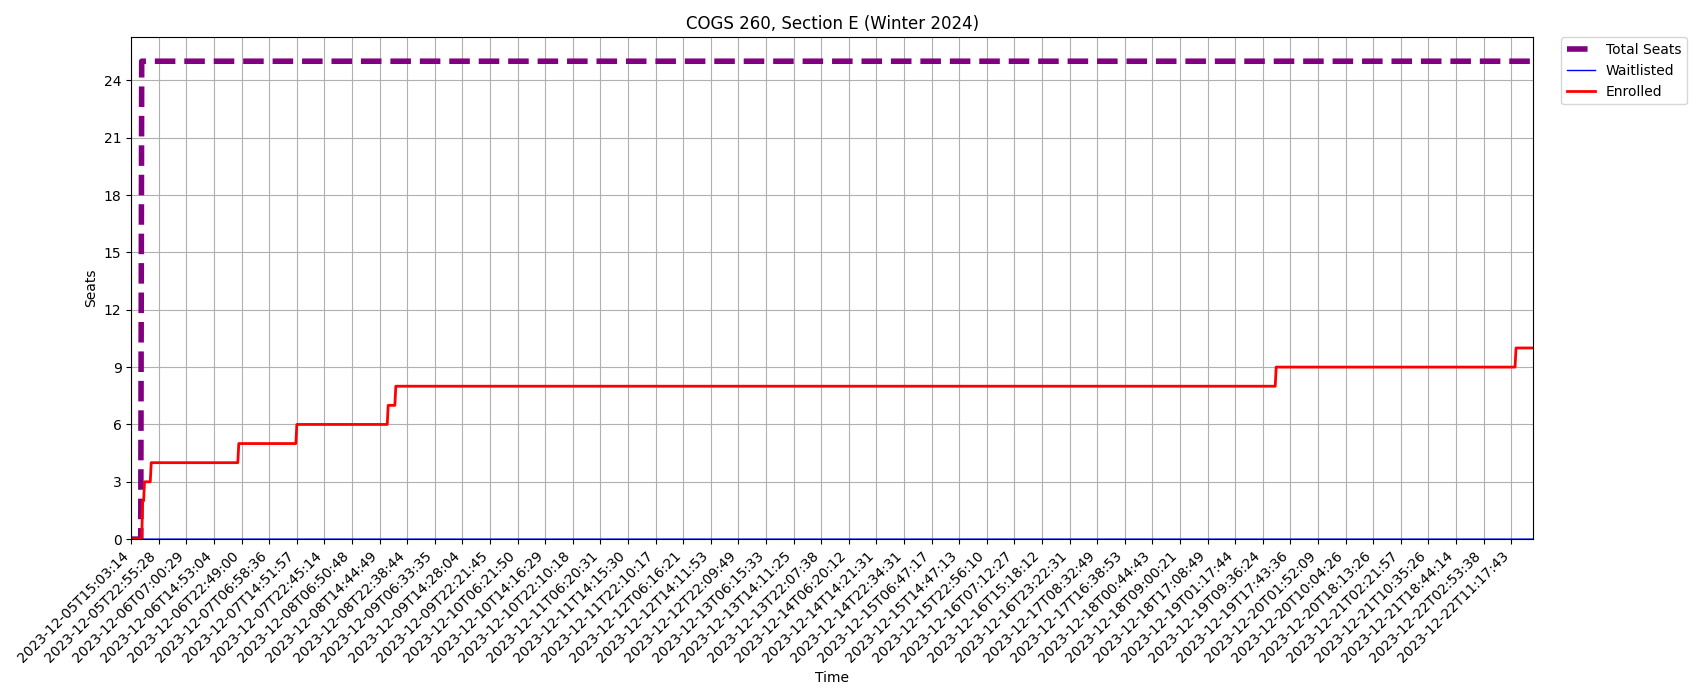 COGS 260, Section E (Winter 2024)
Total Seats
Waitlisted
Enrolled
Seats
24
21
18
15
12
9
6
3
0
2023-12-05T15:03:14
2023-12-05T22:55:28
2023-12-06T07:00:29
2023-12-06T14:53:04
2023-12-06T22:49:00
2023-12-07T06:58:36
2023-12-07T14:51:57
2023-12-07T22:45:14
2023-12-08T06:50:48
2023-12-08T14:44:49
2023-12-08T22:38:44
2023-12-09T06:33:35
2023-12-09T14:28:04
2023-12-09T22:21:45
2023-12-10T06:21:50
2023-12-10T14:16:29
2023-12-10T22:10:18
2023-12-11T06:20:31
2023-12-11T14:15:30
2023-12-11T22:10:17
2023-12-12T06:16:21
2023-12-12T14:11:53
2023-12-12T22:09:49
2023-12-13T06:15:33
2023-12-13T14:11:25
2023-12-13T22:07:38
2023-12-14T06:20:12
2023-12-14T14:21:31
2023-12-14T22:34:31
2023-12-15T06:47:17
2023-12-15T14:47:13
2023-12-15T22:56:10
2023-12-16T07:12:27
2023-12-16T15:18:12
2023-12-16T23:22:31
2023-12-17T08:32:49
2023-12-17T16:38:53
2023-12-18T00:44:43
2023-12-18T09:00:21
2023-12-18T17:08:49
2023-12-19T01:17:44
2023-12-19T09:36:24
2023-12-19T17:43:36
2023-12-20T01:52:09
2023-12-20T10:04:26
2023-12-20T18:13:26
2023-12-21T02:21:57
2023-12-21T10:35:26
2023-12-21T18:44:14
2023-12-22T02:53:38
2023-12-22T11:17:43
Time